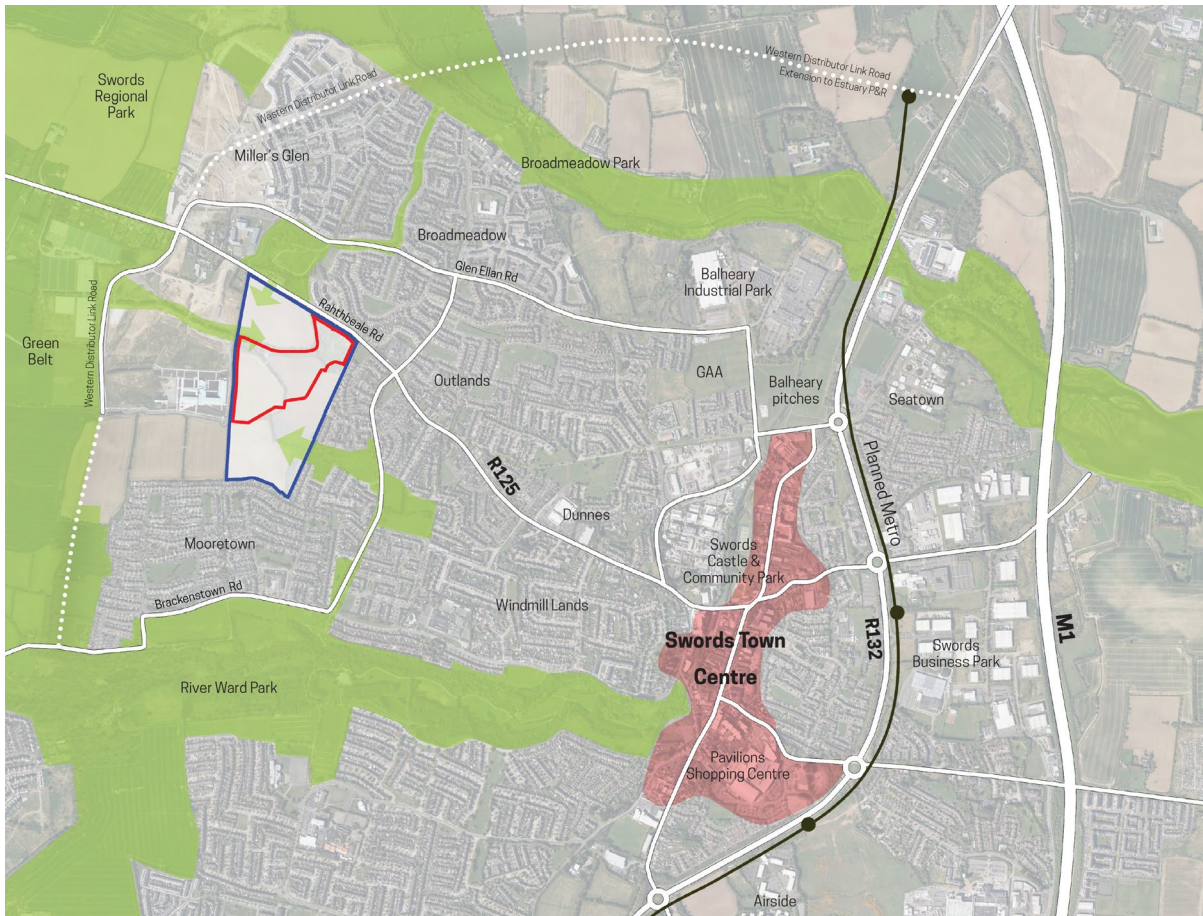 Western Distributor Link Road
Extension to Estuary P&R
Swords
Regional
Park
Western Distributor Link Road
Miller's Glen
Broadmeadow Park
Broadmeadow
Glen Ellan Rd
Balheary
Industrial Park
Rahthbeale Rd
Western Distributor Link Road
Green
Belt
Outlands
GAA
Balheary
pitches
Seatown
Planned Metro
R125
Dunnes
Mooretown
Swords
Castle &
Community Park
Brackenstown Rd
Windmill Lands
Swords Town
Centre
R132
M1
Swords
Business Park
River Ward Park
Pavilions
Shopping Centre
Airside